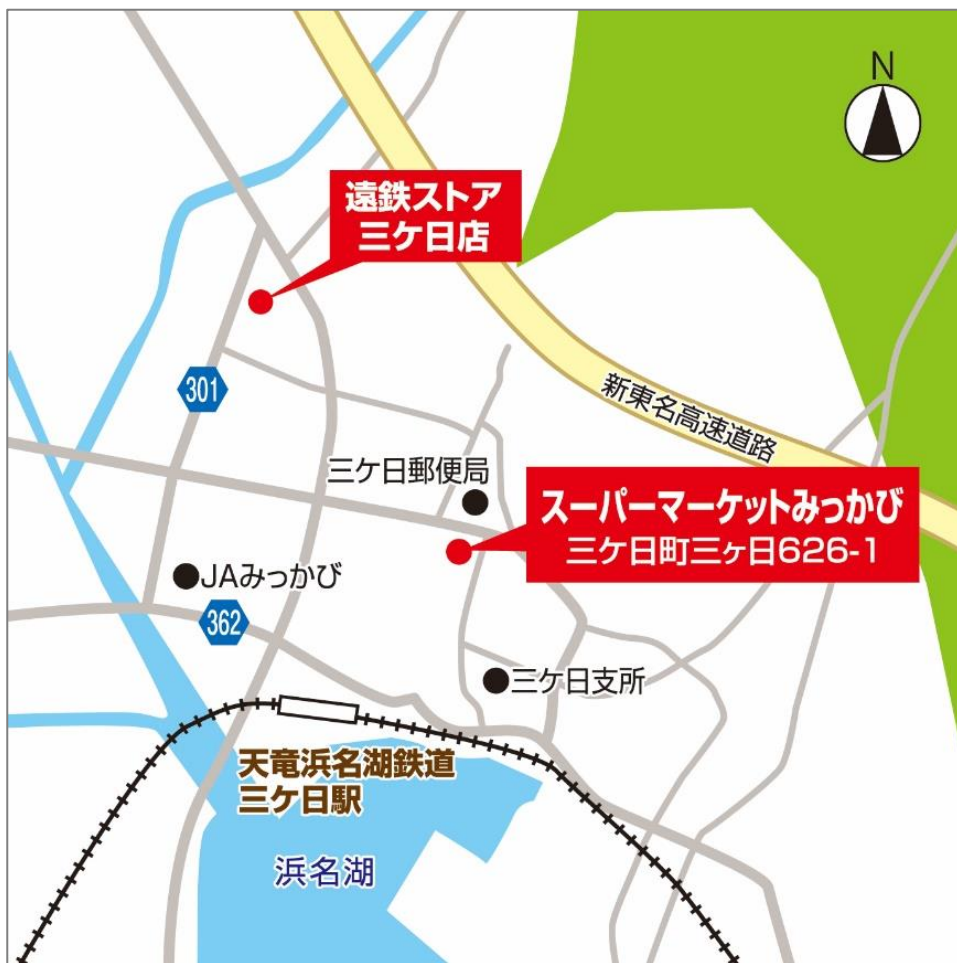 N
遠鉄ストア
三ケ日店
301
新東名高速道路
三ケ日郵便局
スーパーマーケットみっかび
三ケ日町三ヶ日626-1
JAみっかび
362
三ケ日支所
天竜浜名湖鉄道
三ケ日駅
浜名湖